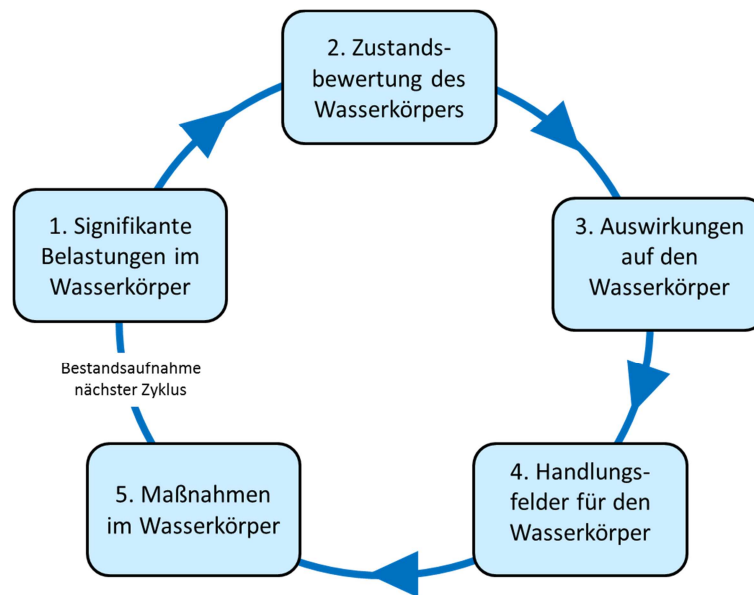 2. Zustands-
bewertung des
Wasserkörpers
1. Signifikante
Belastungen im
Wasserkörper
3. Auswirkungen
auf den
Wasserkörper
Bestandsaufnahme
nächster Zyklus
4. Handlungs-
felder für den
Wasserkörper
5. Maßnahmen
im Wasserkörper